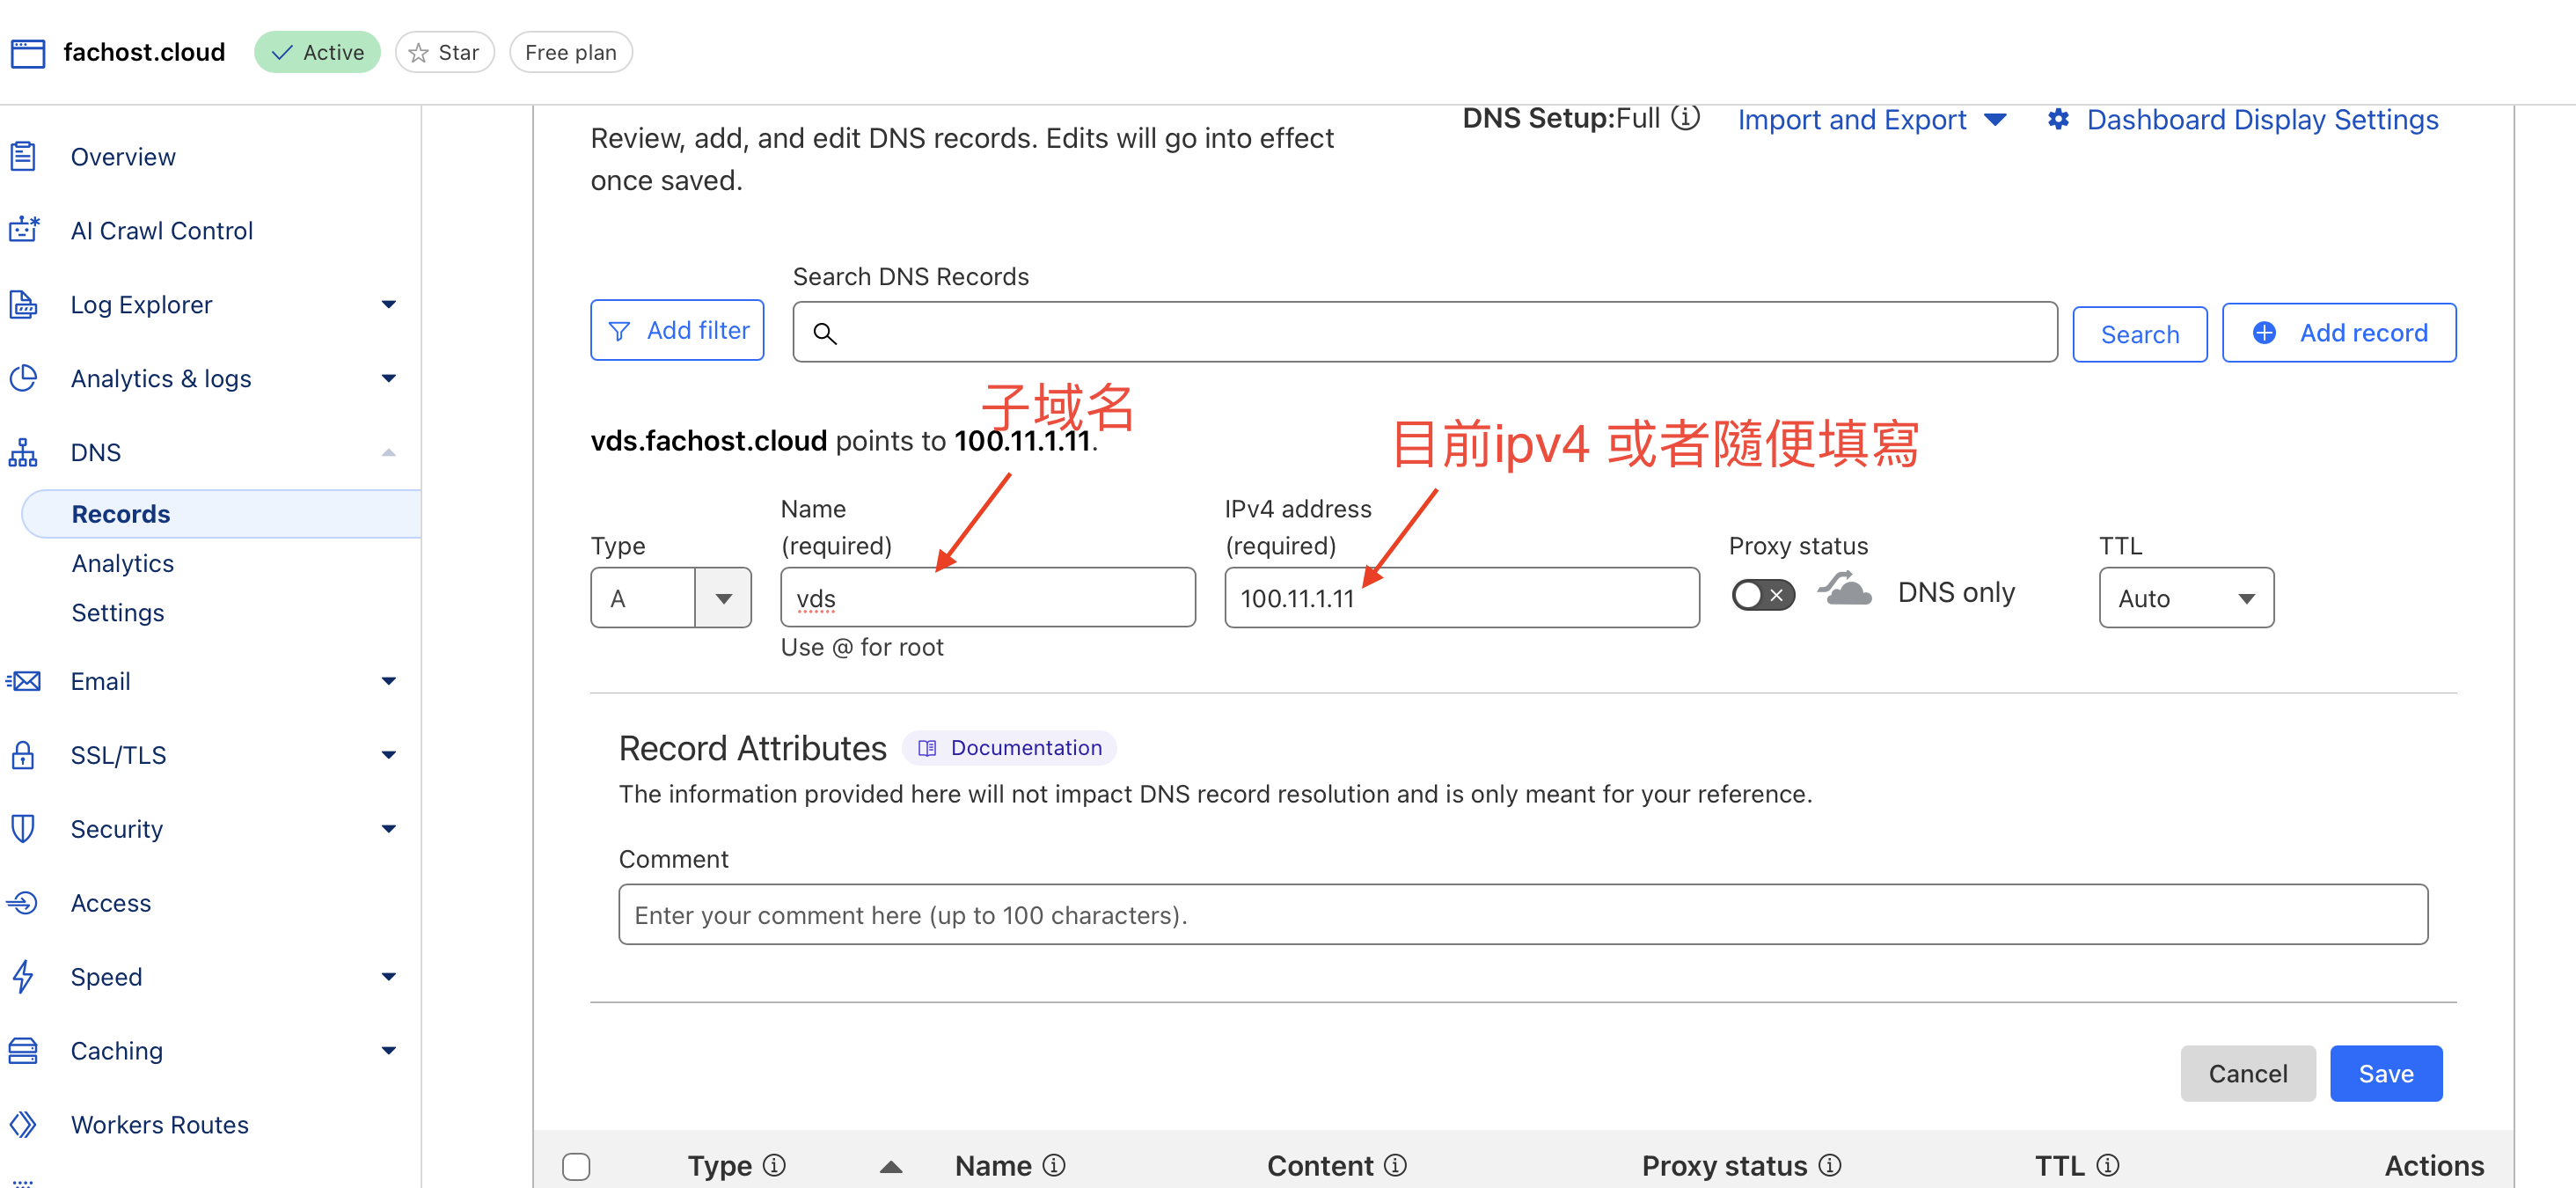 fachost.cloud Active Star Free plan
Overview
AI Crawl Control
Log Explorer
Analytics & logs
DNS
Records
Analytics
Settings
Email
SSL/TLS
Security
Access
Speed
Caching
Workers Routes
Review, add, and edit DNS records. Edits will go into effect
once saved.
DNS Setup:Full Import and Export Dashboard Display Settings
Search DNS Records
Add filter Search Add record
子域名
目前ipv4 或者隨便填寫
vds.fachost.cloud points to 100.11.1.11.
Type
A
Name
(required)
vds
Use @ for root
IPv4 address
(required)
100.11.1.11
Proxy status
DNS only
TTL
Auto
Record Attributes Documentation
The information provided here will not impact DNS record resolution and is only meant for your reference.
Comment
Enter your comment here (up to 100 characters).
Cancel Save
Type Name Content Proxy status TTL Actions